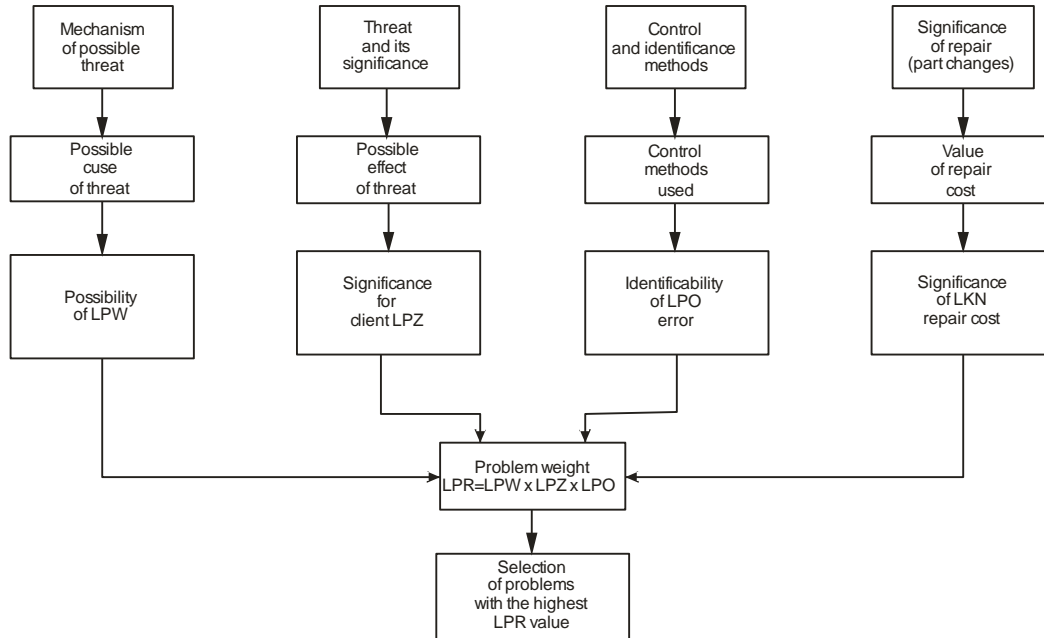 Mechanism
of possible
threat
Threat
and its
significance
Control
and identificance
methods
Significance
of repair
(part changes)
Possible
cuse
of threat
Possible
effect
of threat
Control
methods
used
Value
of repair
cost
Possibility
of LPW
Significance
for
client LPZ
Identificability
of LPO
error
Significance
of LKN
repair cost
Problem weight
LPR=LPW x LPZ x LPO
Selection
of problems
with the highest
LPR value